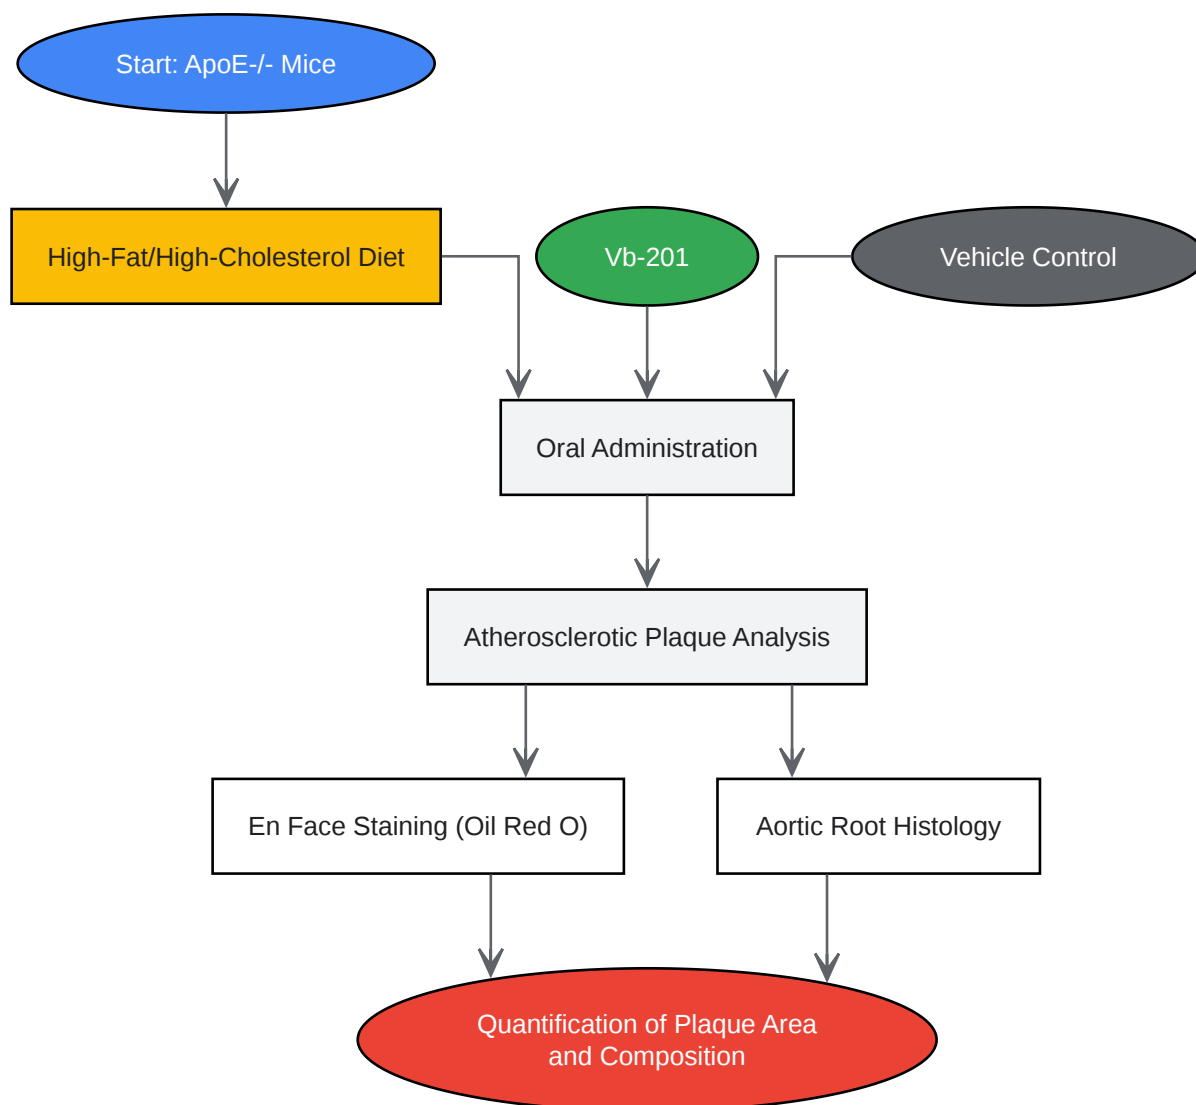 Start: ApoE-/- Mice
High-Fat/High-Cholesterol Diet
Vb-201
Vehicle Control
Oral Administration
Atherosclerotic Plaque Analysis
En Face Staining (Oil Red O)
Aortic Root Histology
Quantification of Plaque Area
and Composition